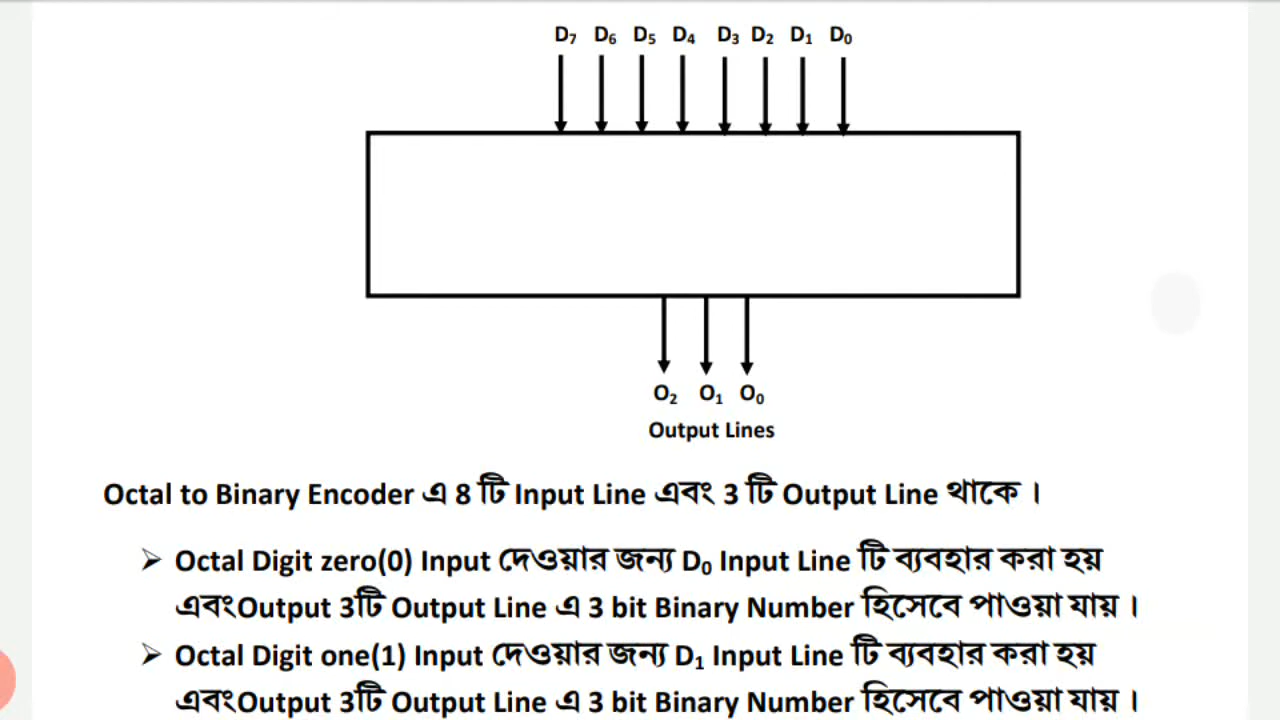 D₇ D₆ D₅ D₄ D₃ D₂ D₁ D₀
O₂ O₁ O₀
Output Lines
Octal to Binary Encoder এ 8 টি Input Line এবং 3 টি Output Line থাকে ।
➢ Octal Digit zero(0) Input দেওয়ার জন্য D₀ Input Line টি ব্যবহার করা হয়
এবংOutput 3টি Output Line এ 3 bit Binary Number হিসেবে পাওয়া যায় ।
➢ Octal Digit one(1) Input দেওয়ার জন্য D₁ Input Line টি ব্যবহার করা হয়
এবংOutput 3টি Output Line এ 3 bit Binary Number হিসেবে পাওয়া যায় ।